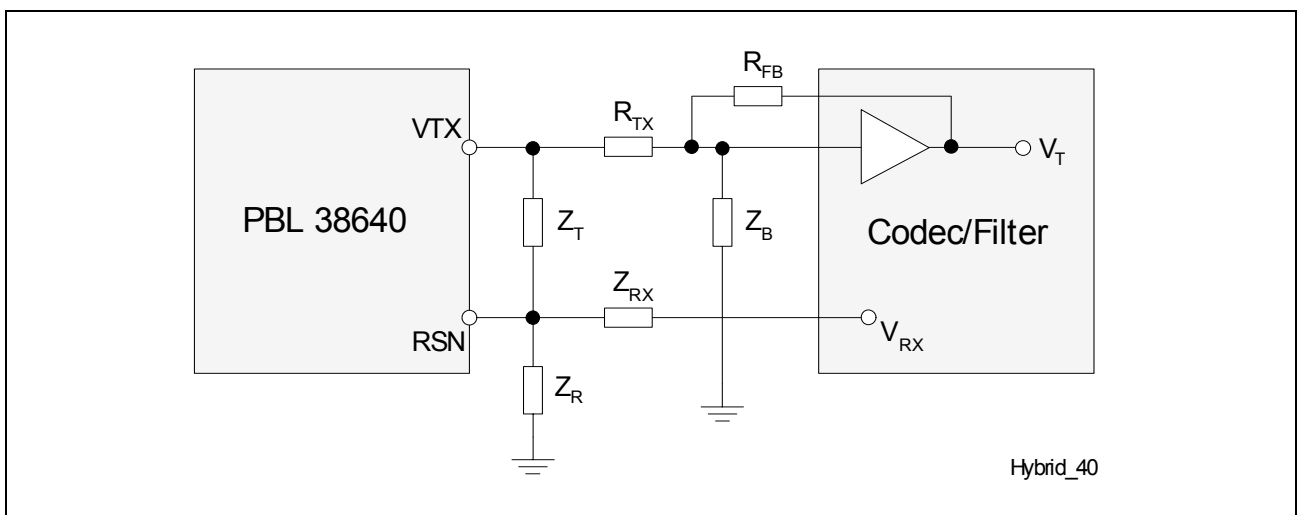 R_FB
R_TX
VTX
V_T
PBL 38640
Z_T
Z_B
Codec/Filter
Z_RX
RSN
V_RX
Z_R
Hybrid_40